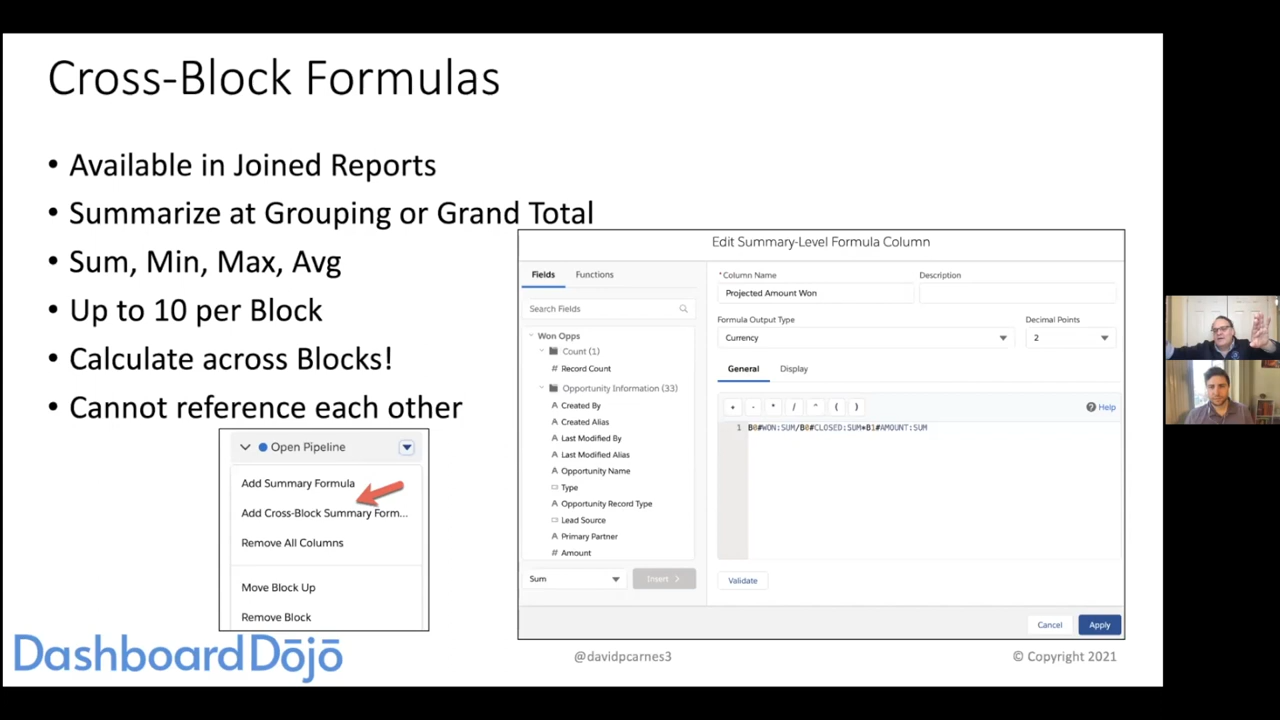 Cross-Block Formulas
• Available in Joined Reports
• Summarize at Grouping or Grand Total
• Sum, Min, Max, Avg
• Up to 10 per Block
• Calculate across Blocks!
• Cannot reference each other
Open Pipeline
Add Summary Formula
Add Cross-Block Summary Form...
Remove All Columns
Move Block Up
Remove Block
Edit Summary-Level Formula Column
Fields Functions
Search Fields
Won Opps
Count (1)
# Record Count
Opportunity Information (33)
A Created By
A Created Alias
A Last Modified By
A Last Modified Alias
A Opportunity Name
Type
A Opportunity Record Type
Lead Source
A Primary Partner
# Amount
Sum
Insert >
* Column Name
Projected Amount Won
Description
Formula Output Type
Currency
Decimal Points
2
General Display
+ - * / ^ ( )
? Help
1 B0#WON:SUM/B0#CLOSED:SUM*B1#AMOUNT:SUM
Validate
Cancel Apply
DashboardDōjō
@davidpcarnes3
© Copyright 2021